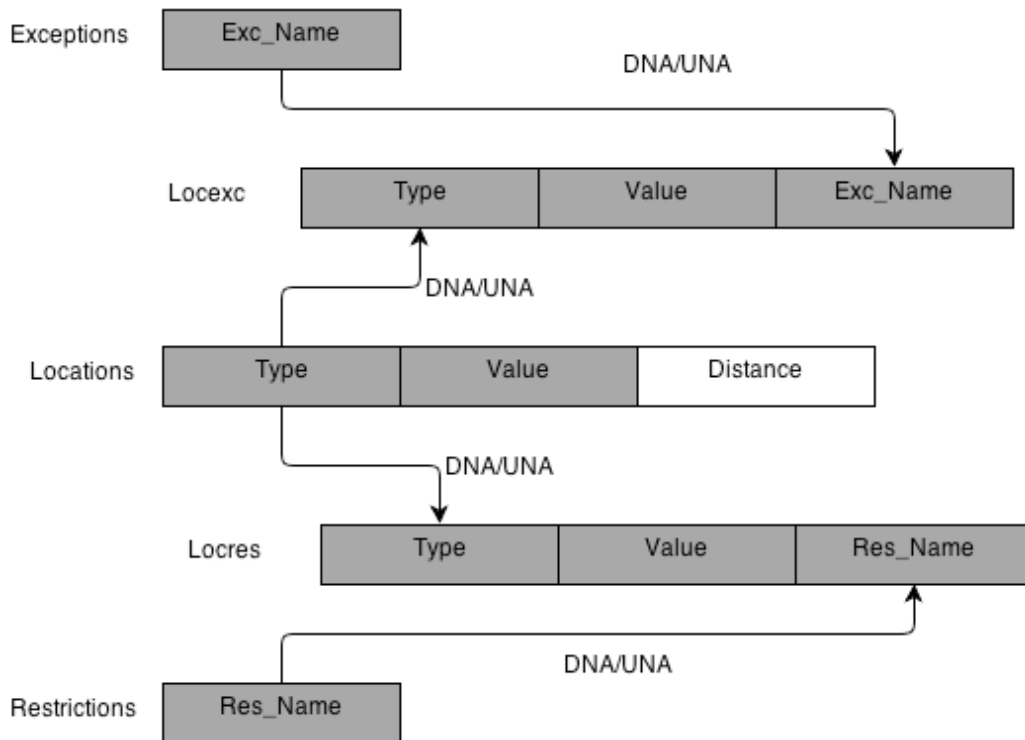 Exceptions Exc_Name
DNA/UNA
Locexc Type Value Exc_Name
DNA/UNA
Locations Type Value Distance
DNA/UNA
Locres Type Value Res_Name
DNA/UNA
Restrictions Res_Name